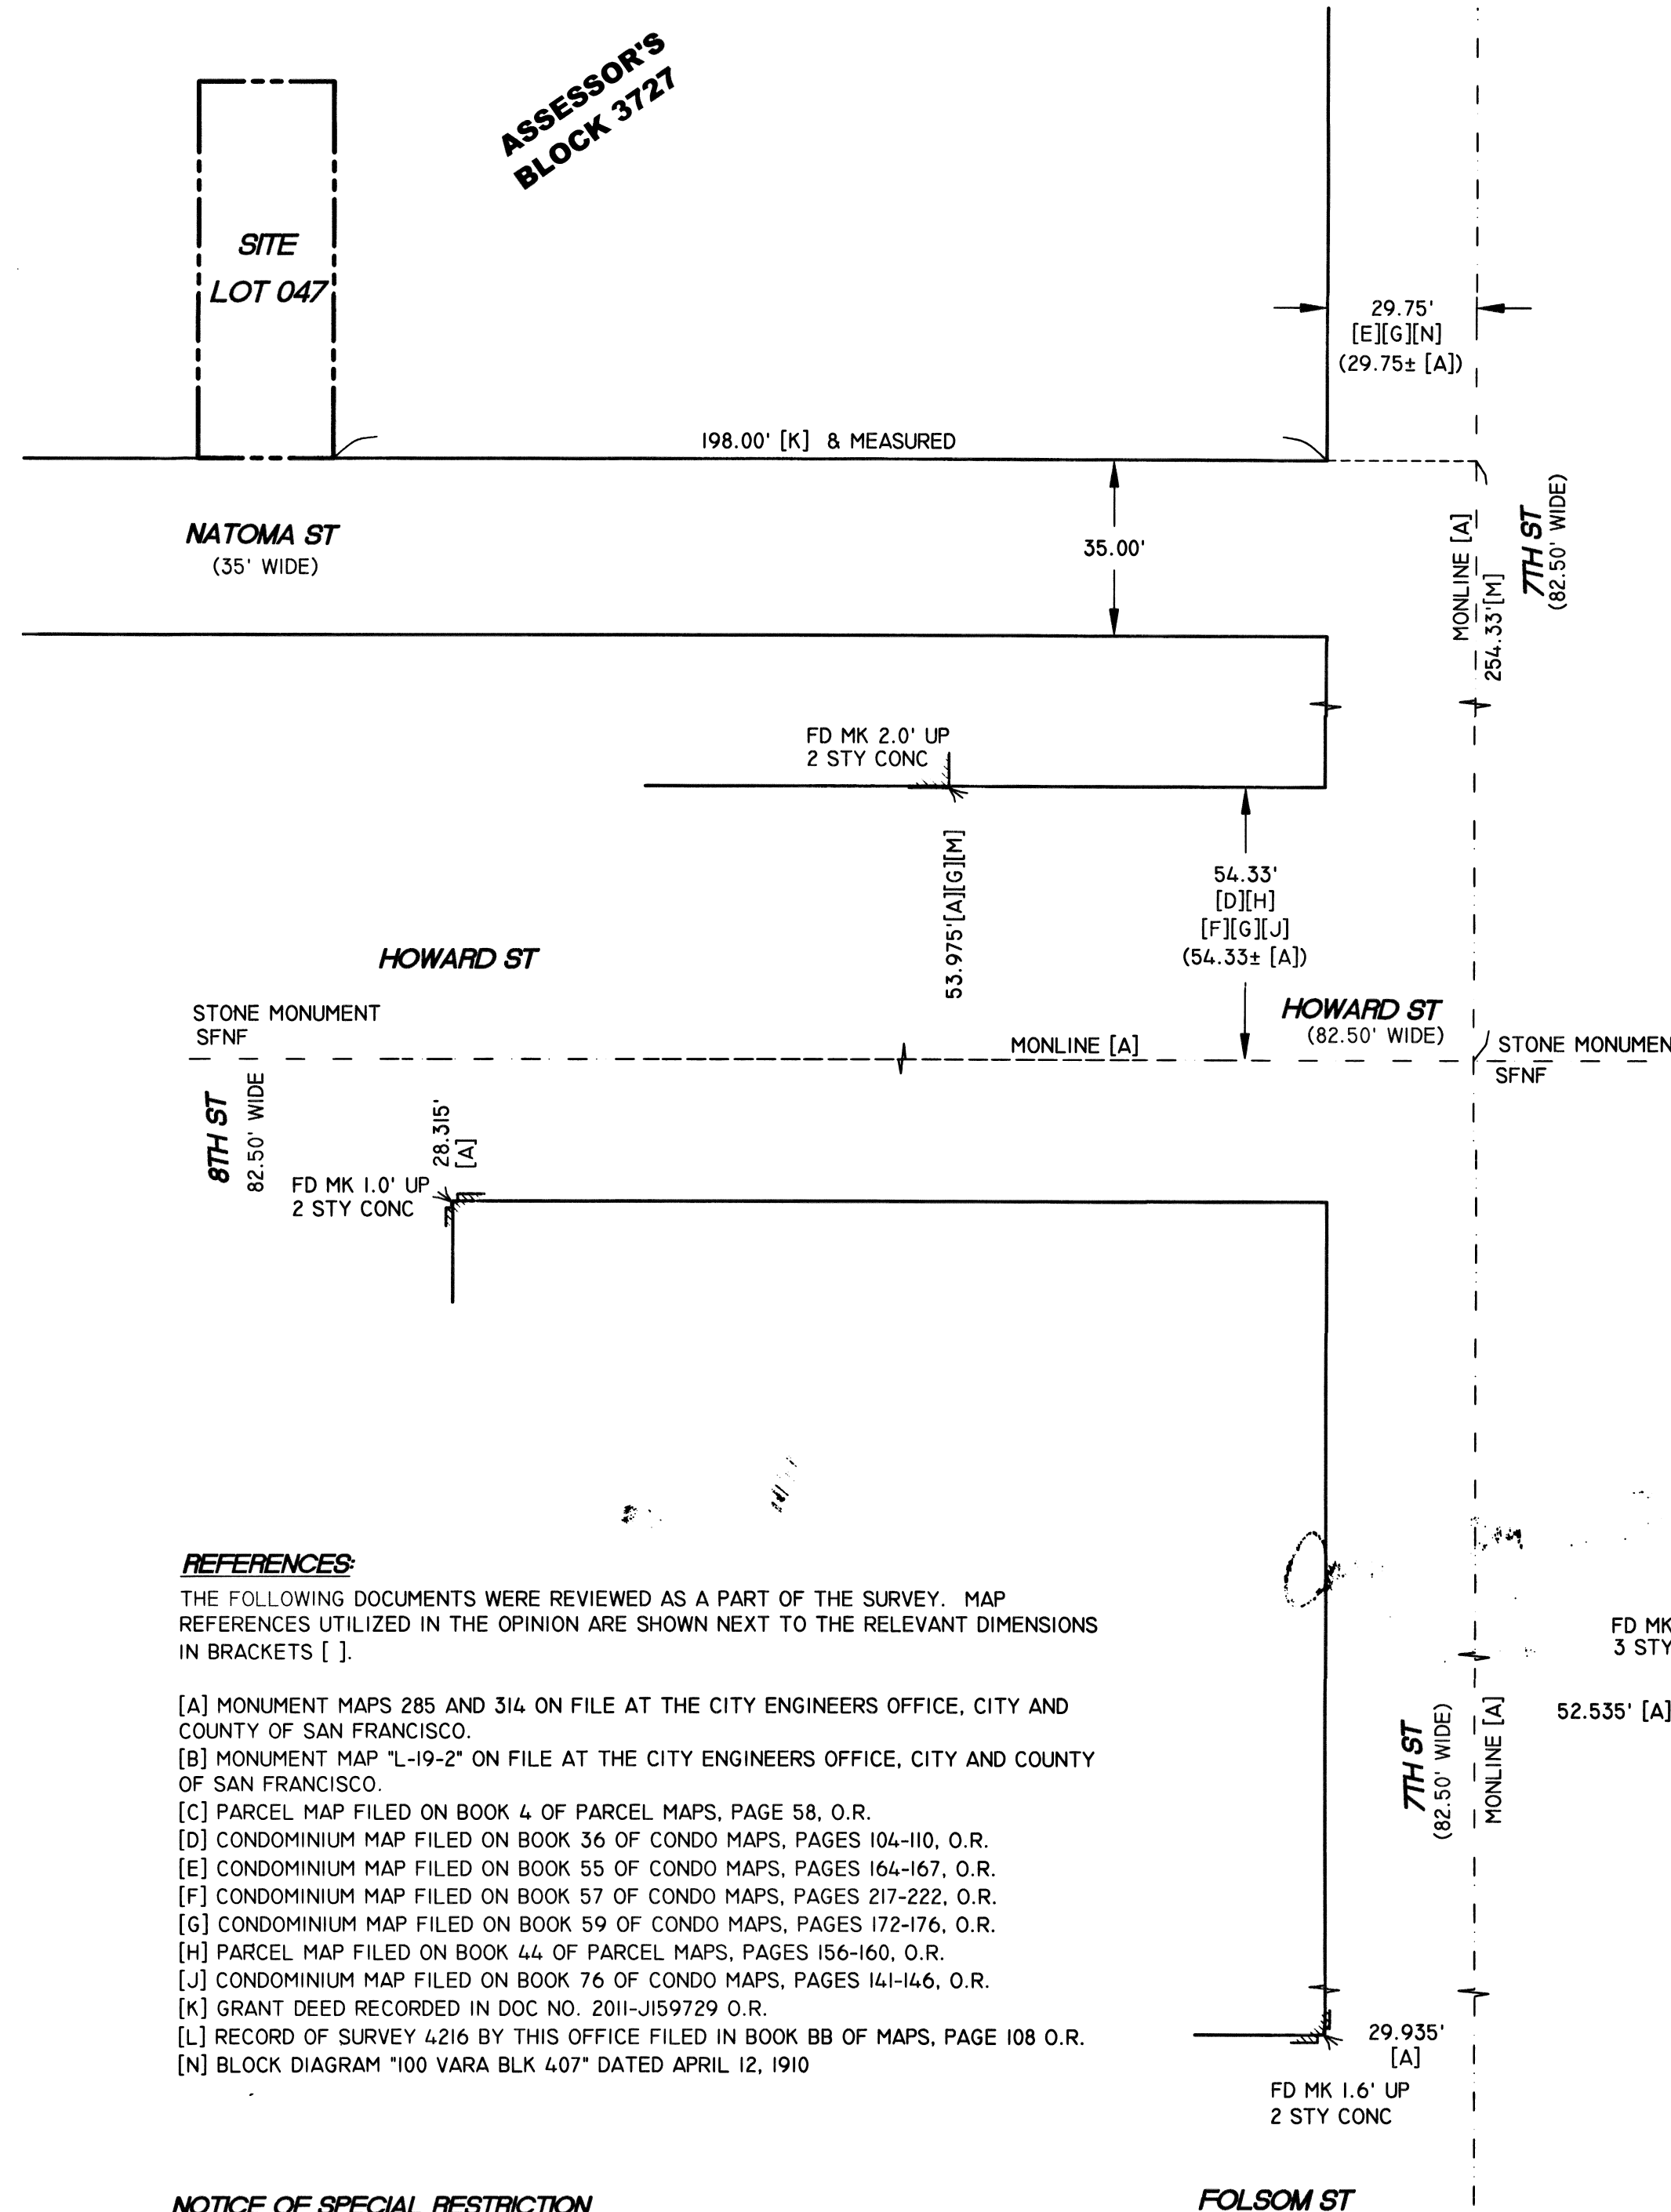 ASSESSOR'S
BLOCK 3727
SITE
LOT 047
29.75'
[E][G][N]
(29.75± [A])
198.00' [K] & MEASURED
NATOMA ST
(35' WIDE)
35.00'
MONLINE [A]
254.33'[M]
7TH ST
(82.50' WIDE)
FD MK 2.0' UP
2 STY CONC
53.975'[A][G][M]
54.33'
[D][H]
[F][G][J]
(54.33± [A])
HOWARD ST
STONE MONUMENT
SFNF
HOWARD ST
(82.50' WIDE)
MONLINE [A]
STONE MONUMEN
SFNF
8TH ST
82.50' WIDE
28.315'
[A]
FD MK 1.0' UP
2 STY CONC
REFERENCES:
THE FOLLOWING DOCUMENTS WERE REVIEWED AS A PART OF THE SURVEY. MAP
REFERENCES UTILIZED IN THE OPINION ARE SHOWN NEXT TO THE RELEVANT DIMENSIONS
IN BRACKETS [ ].
[A] MONUMENT MAPS 285 AND 314 ON FILE AT THE CITY ENGINEERS OFFICE, CITY AND
COUNTY OF SAN FRANCISCO.
[B] MONUMENT MAP "L-19-2" ON FILE AT THE CITY ENGINEERS OFFICE, CITY AND COUNTY
OF SAN FRANCISCO.
[C] PARCEL MAP FILED ON BOOK 4 OF PARCEL MAPS, PAGE 58, O.R.
[D] CONDOMINIUM MAP FILED ON BOOK 36 OF CONDO MAPS, PAGES 104-110, O.R.
[E] CONDOMINIUM MAP FILED ON BOOK 55 OF CONDO MAPS, PAGES 164-167, O.R.
[F] CONDOMINIUM MAP FILED ON BOOK 57 OF CONDO MAPS, PAGES 217-222, O.R.
[G] CONDOMINIUM MAP FILED ON BOOK 59 OF CONDO MAPS, PAGES 172-176, O.R.
[H] PARCEL MAP FILED ON BOOK 44 OF PARCEL MAPS, PAGES 156-160, O.R.
[J] CONDOMINIUM MAP FILED ON BOOK 76 OF CONDO MAPS, PAGES 141-146, O.R.
[K] GRANT DEED RECORDED IN DOC NO. 2011-J159729 O.R.
[L] RECORD OF SURVEY 4216 BY THIS OFFICE FILED IN BOOK BB OF MAPS, PAGE 108 O.R.
[N] BLOCK DIAGRAM "100 VARA BLK 407" DATED APRIL 12, 1910
FD MK
3 STY
52.535' [A]
7TH ST
(82.50' WIDE)
MONLINE [A]
29.935'
[A]
FD MK 1.6' UP
2 STY CONC
NOTICE OF SPECIAL RESTRICTION
FOLSOM ST